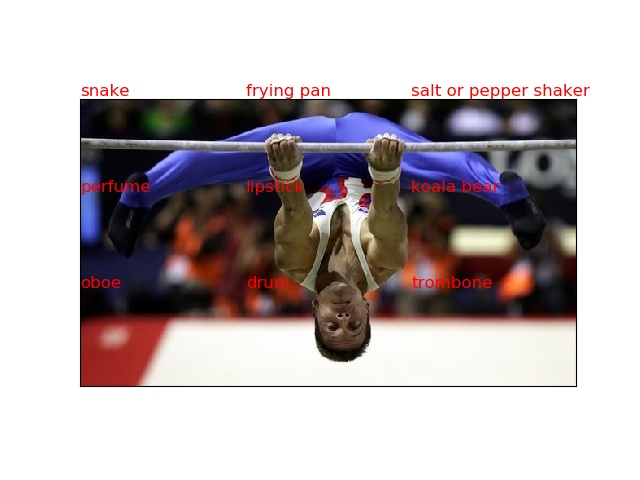 snake frying pan salt or pepper shaker
perfume lipstick koala bear
oboe drum trombone